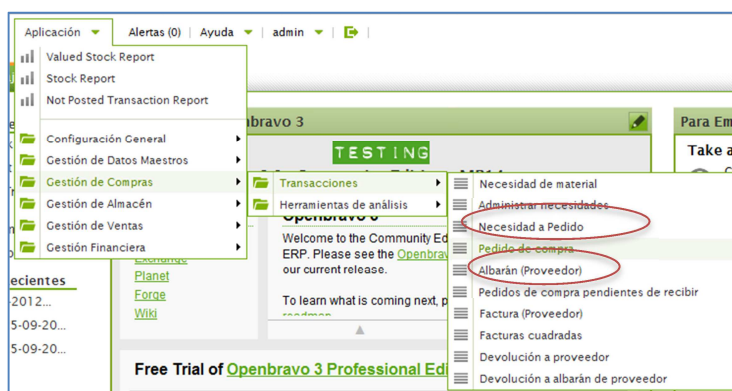 Aplicación
Alertas (0) | Ayuda | admin
Valued Stock Report
Stock Report
Not Posted Transaction Report
Configuración General
Gestión de Datos Maestros
Gestión de Compras
Gestión de Almacén
Gestión de Ventas
Gestión Financiera
Transacciones
Herramientas de análisis
Necesidad de material
Administrar necesidades
Necesidad a Pedido
Pedido de compra
Albarán (Proveedor)
Pedidos de compra pendientes de recibir
Factura (Proveedor)
Facturas cuadradas
Devolución a proveedor
Devolución a albarán de proveedor
nbravo 3
TESTING
Openbravo 3
Welcome to the Community Ed
ERP. Please see the Openbrav
our current release.
To learn what is coming next, p
roadmap
Exchange
Planet
Forge
Wiki
ecientes
2012...
5-09-20...
5-09-20...
Free Trial of Openbravo 3 Professional Edi
Para Em
Take a